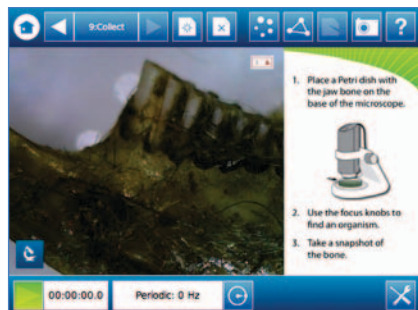 9:Collect
?
1. Place a Petri dish with
the jaw bone on the
base of the microscope.
2. Use the focus knobs to
find an organism.
3. Take a snapshot of
the bone.
00:00:00.0
Periodic: 0 Hz